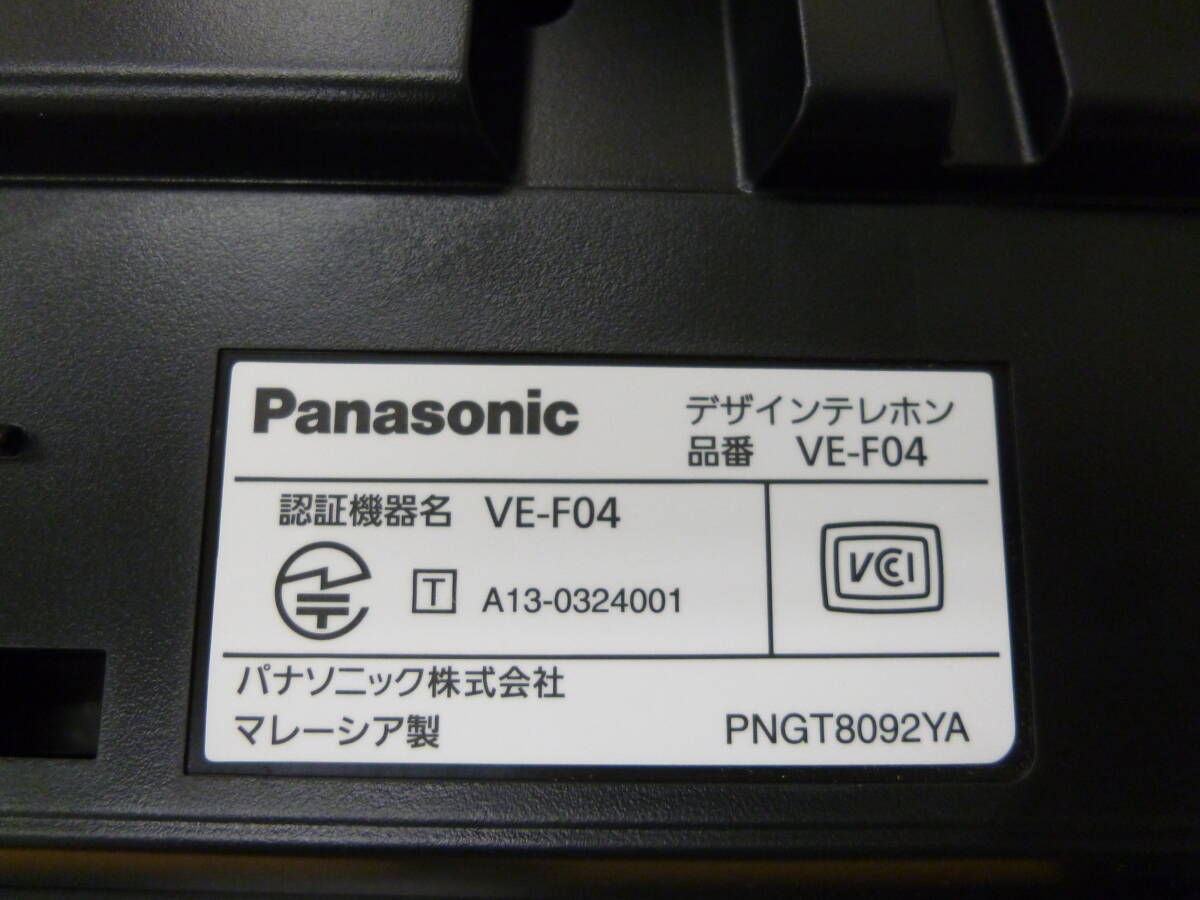 Panasonic
デザインテレホン
品番 VE-F04
認証機器名 VE-F04
T A13-0324001
VCCI
パナソニック株式会社
マレーシア製
PNGT8092YA